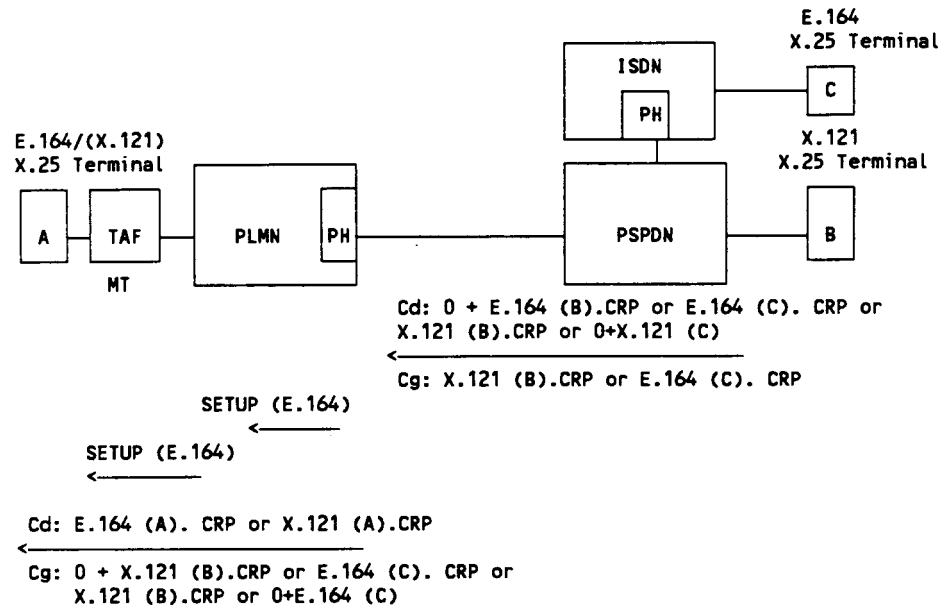 E.164
X.25 Terminal
ISDN
PH
C
E.164/(X.121)
X.25 Terminal
X.121
X.25 Terminal
A
TAF
PLMN
PH
PSPDN
B
MT
Cd: 0 + E.164 (B).CRP or E.164 (C). CRP or
X.121 (B).CRP or 0+X.121 (C)
Cg: X.121 (B).CRP or E.164 (C). CRP
SETUP (E.164)
SETUP (E.164)
Cd: E.164 (A). CRP or X.121 (A).CRP
Cg: 0 + X.121 (B).CRP or E.164 (C). CRP or
X.121 (B).CRP or 0+E.164 (C)